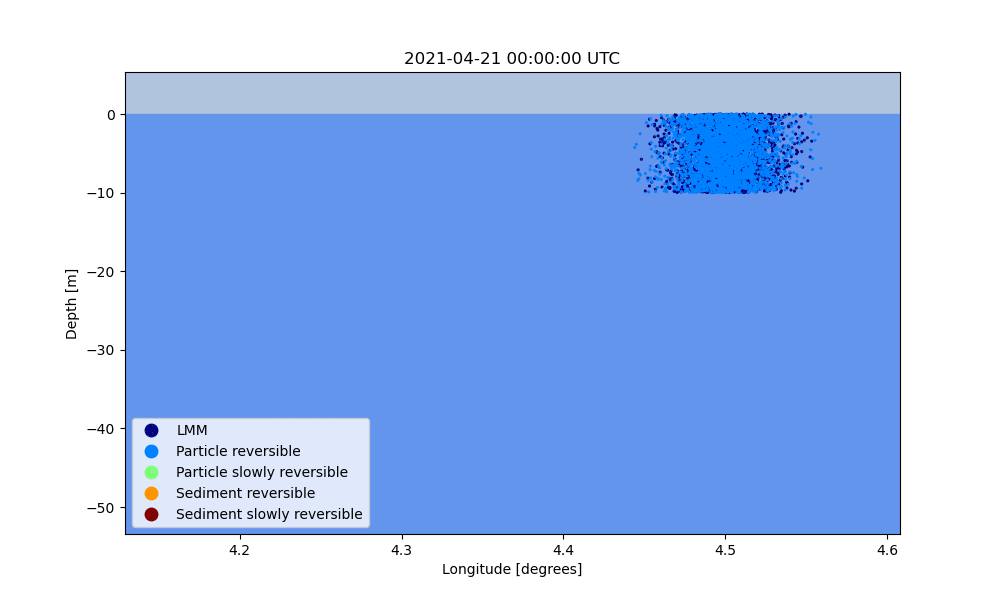 2021-04-21 00:00:00 UTC
0
−10
−20
−30
−40
−50
Depth [m]
LMM
Particle reversible
Particle slowly reversible
Sediment reversible
Sediment slowly reversible
4.2 4.3 4.4 4.5 4.6
Longitude [degrees]